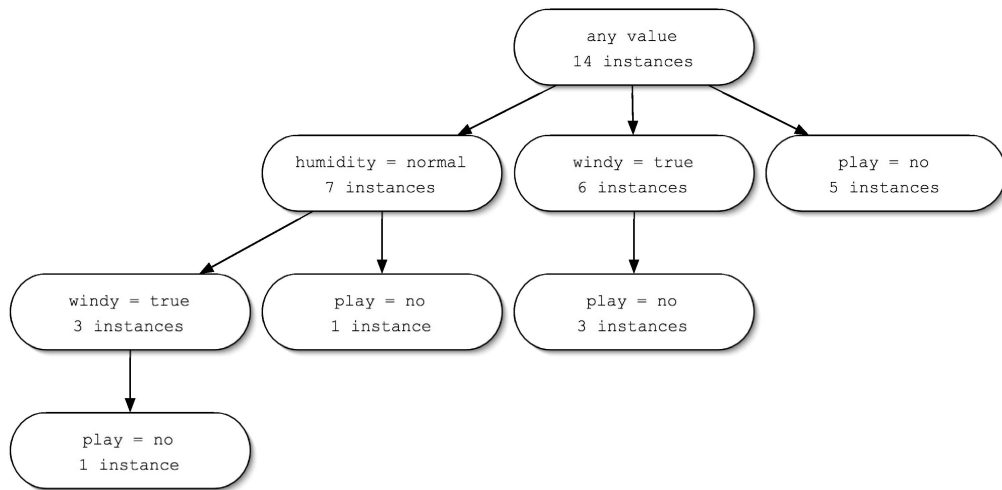 any value
14 instances
humidity = normal
7 instances
windy = true
6 instances
play = no
5 instances
windy = true
3 instances
play = no
1 instance
play = no
3 instances
play = no
1 instance